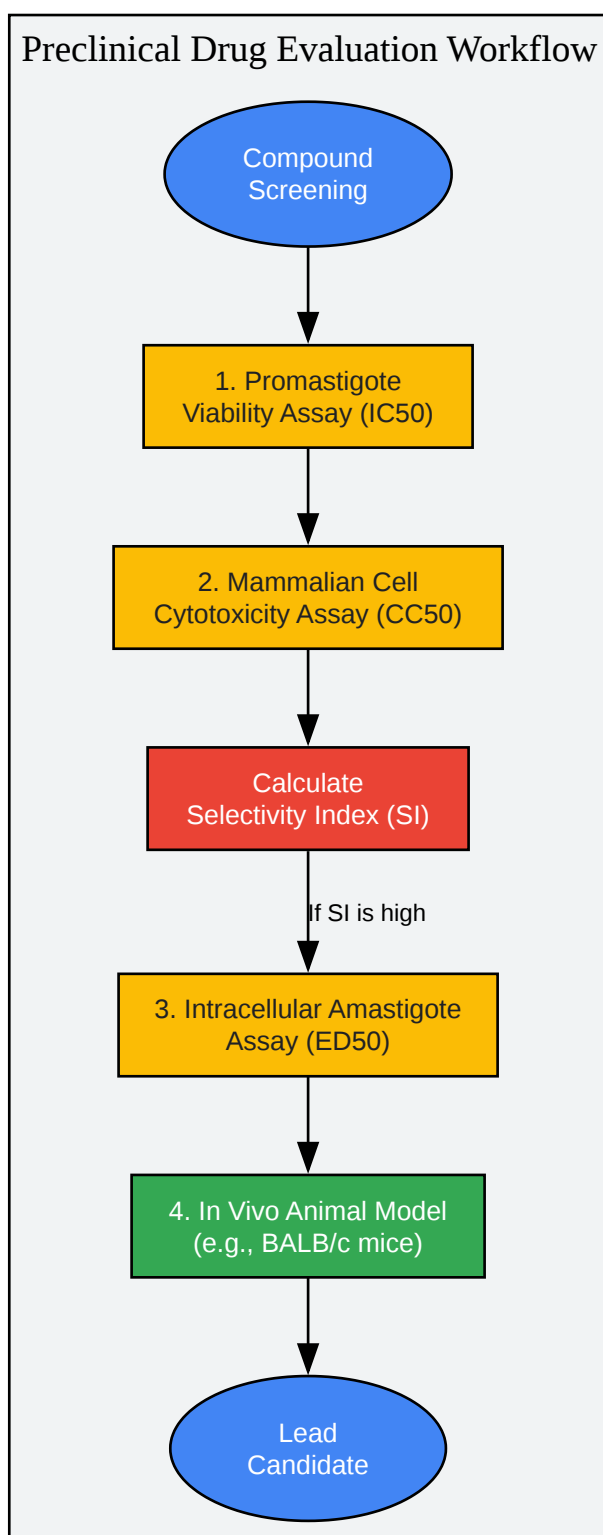 Preclinical Drug Evaluation Workflow
Compound
Screening
1. Promastigote
Viability Assay (IC50)
2. Mammalian Cell
Cytotoxicity Assay (CC50)
Calculate
Selectivity Index (SI)
If SI is high
3. Intracellular Amastigote
Assay (ED50)
4. In Vivo Animal Model
(e.g., BALB/c mice)
Lead
Candidate